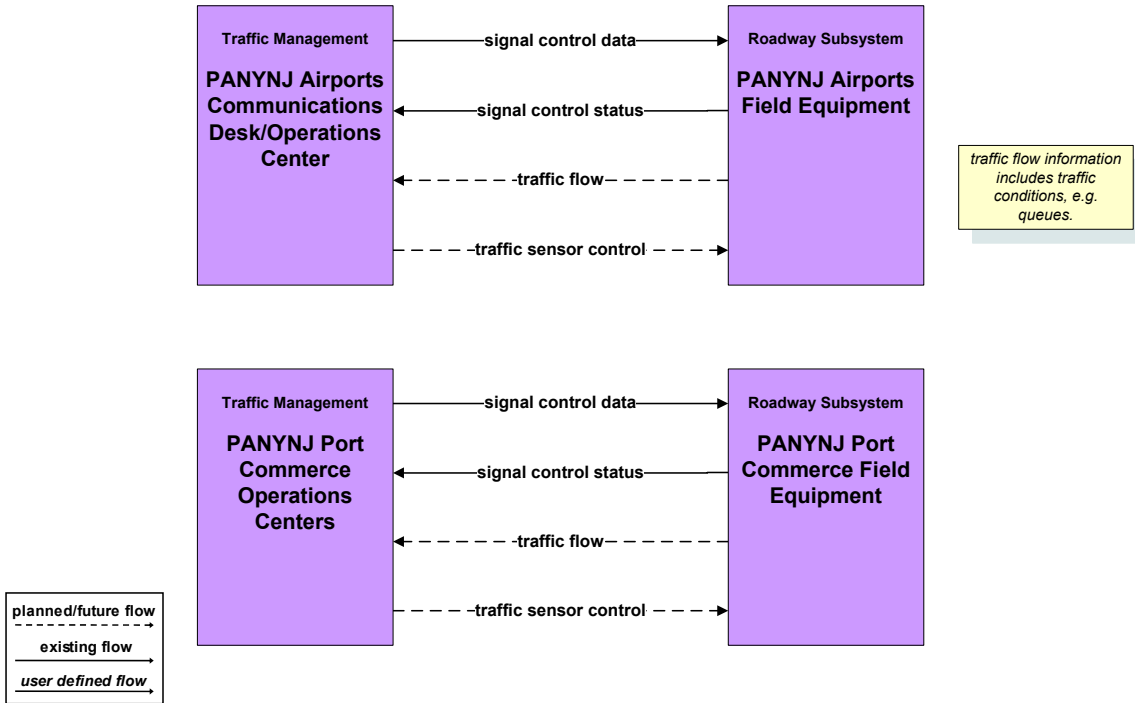 Traffic Management
PANYNJ Airports
Communications
Desk/Operations
Center
signal control data
signal control status
traffic flow
traffic sensor control
Roadway Subsystem
PANYNJ Airports
Field Equipment
traffic flow information
includes traffic
conditions, e.g.
queues.
Traffic Management
PANYNJ Port
Commerce
Operations
Centers
signal control data
signal control status
traffic flow
traffic sensor control
Roadway Subsystem
PANYNJ Port
Commerce Field
Equipment
planned/future flow
existing flow
user defined flow